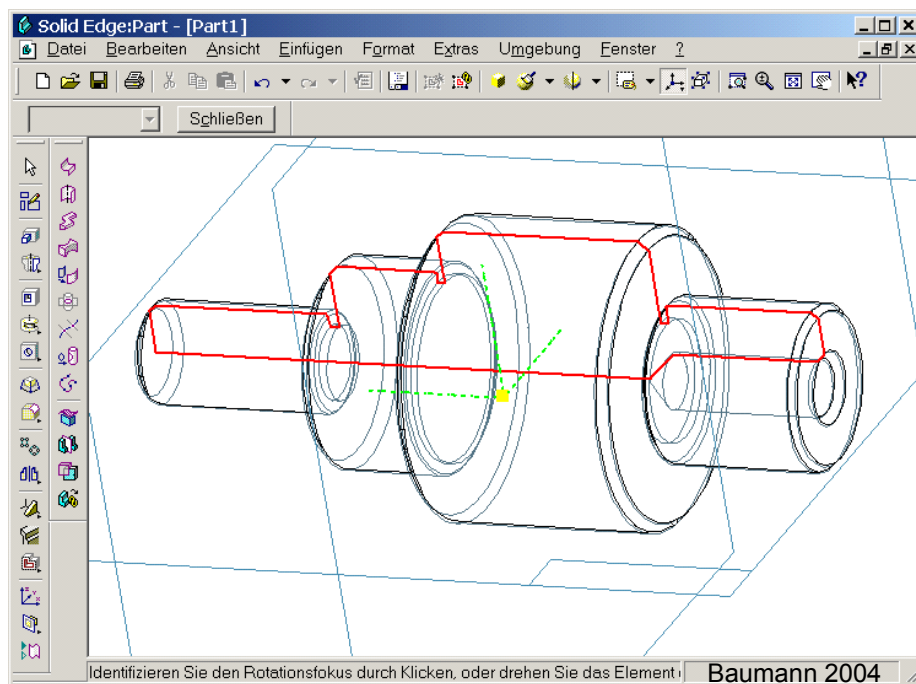 Solid Edge:Part - [Part1]
Datei Bearbeiten Ansicht Einfügen Format Extras Umgebung Fenster ?
Schließen
Identifizieren Sie den Rotationsfokus durch Klicken, oder drehen Sie das Element
Baumann 2004